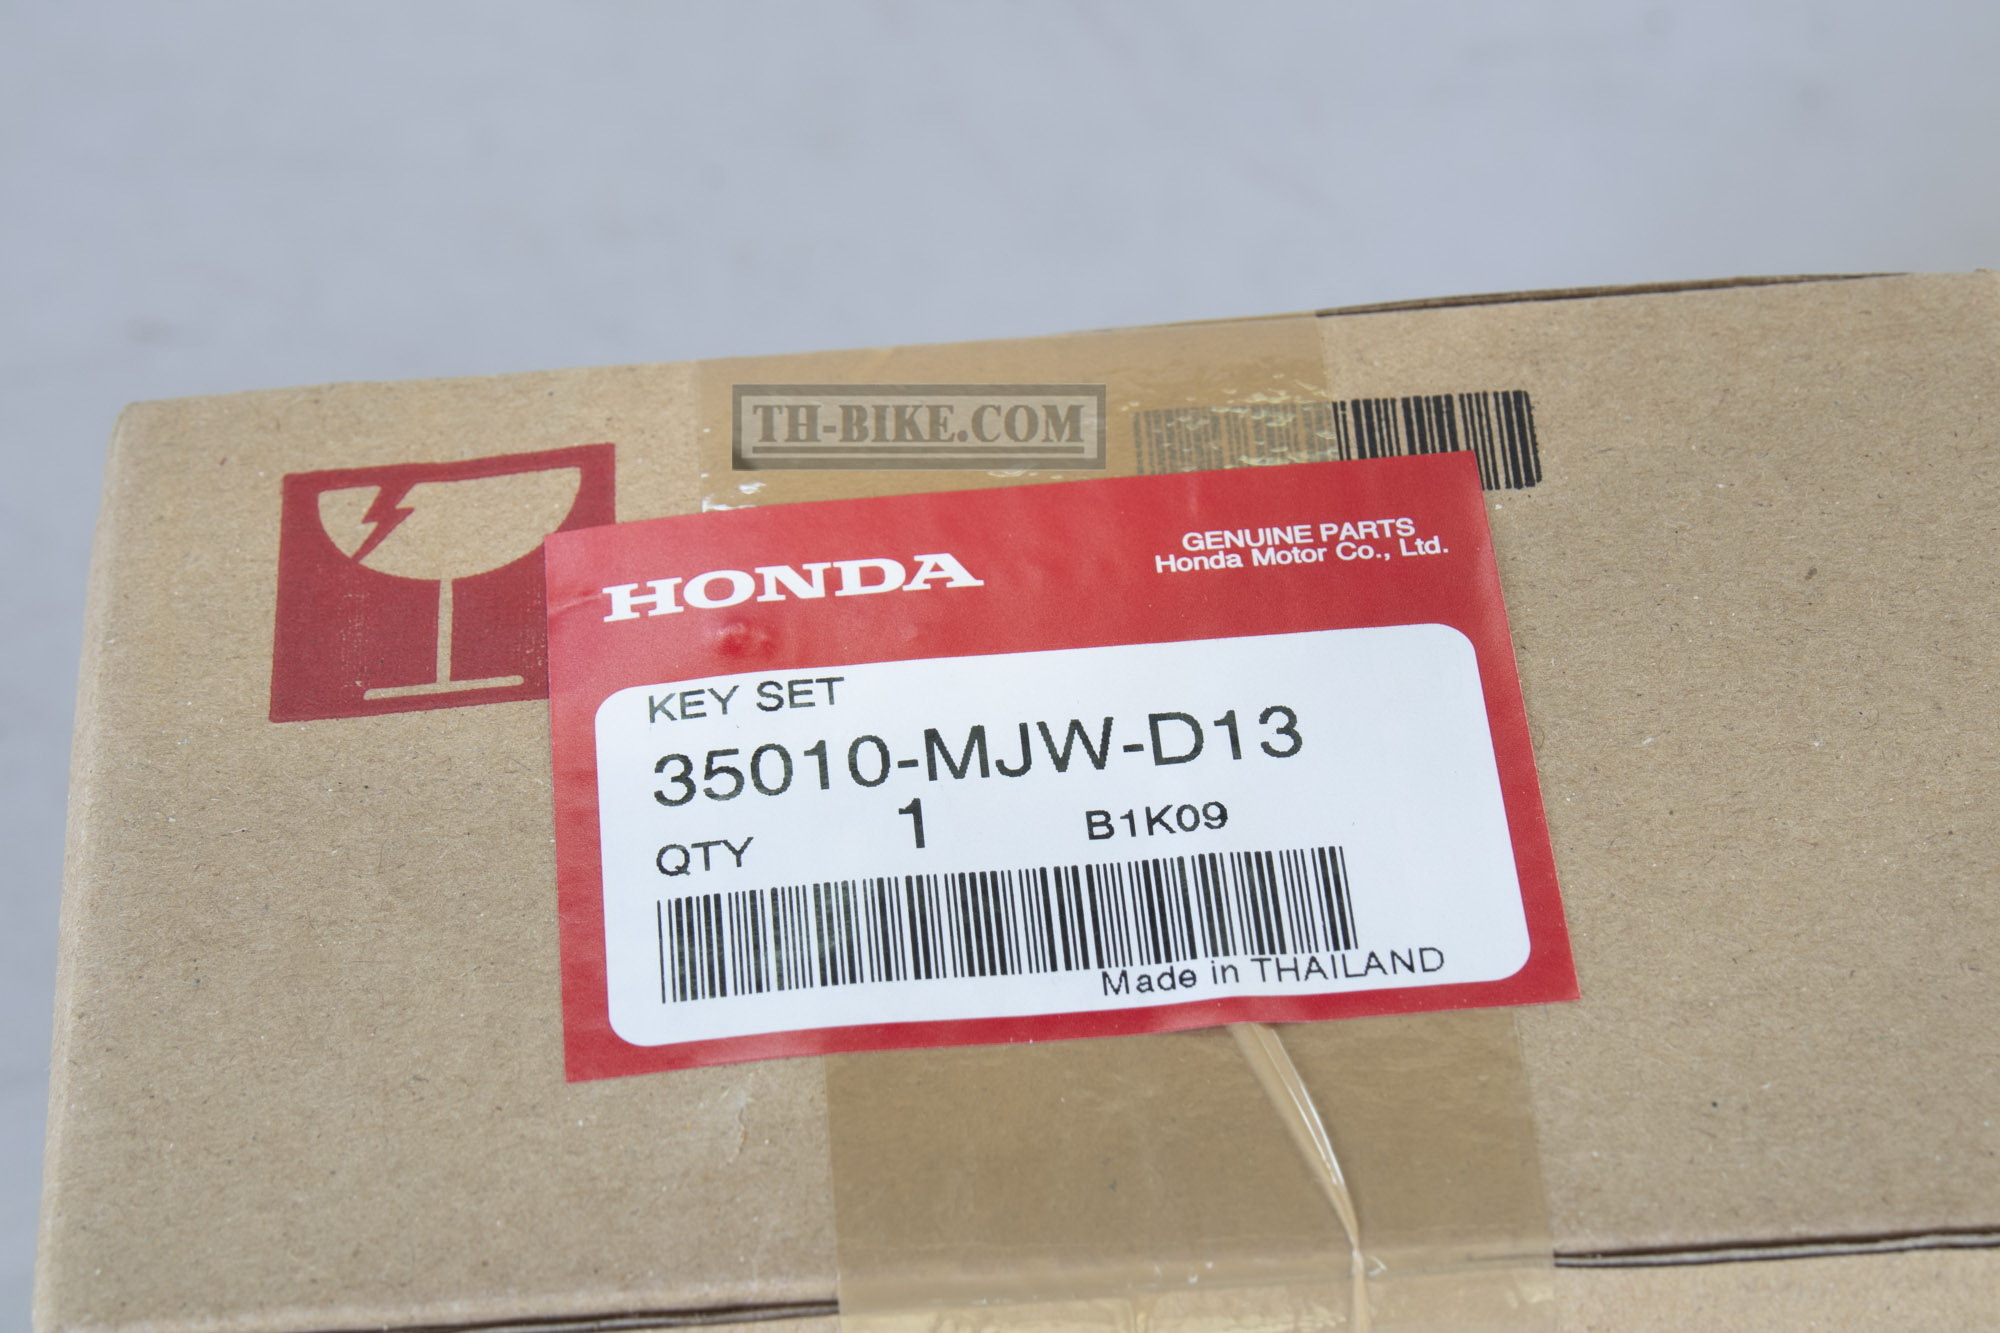 TH-BIKE.COM
HONDA
GENUINE PARTS
Honda Motor Co., Ltd.
KEY SET
35010-MJW-D13
QTY 1 B1K09
Made in THAILAND